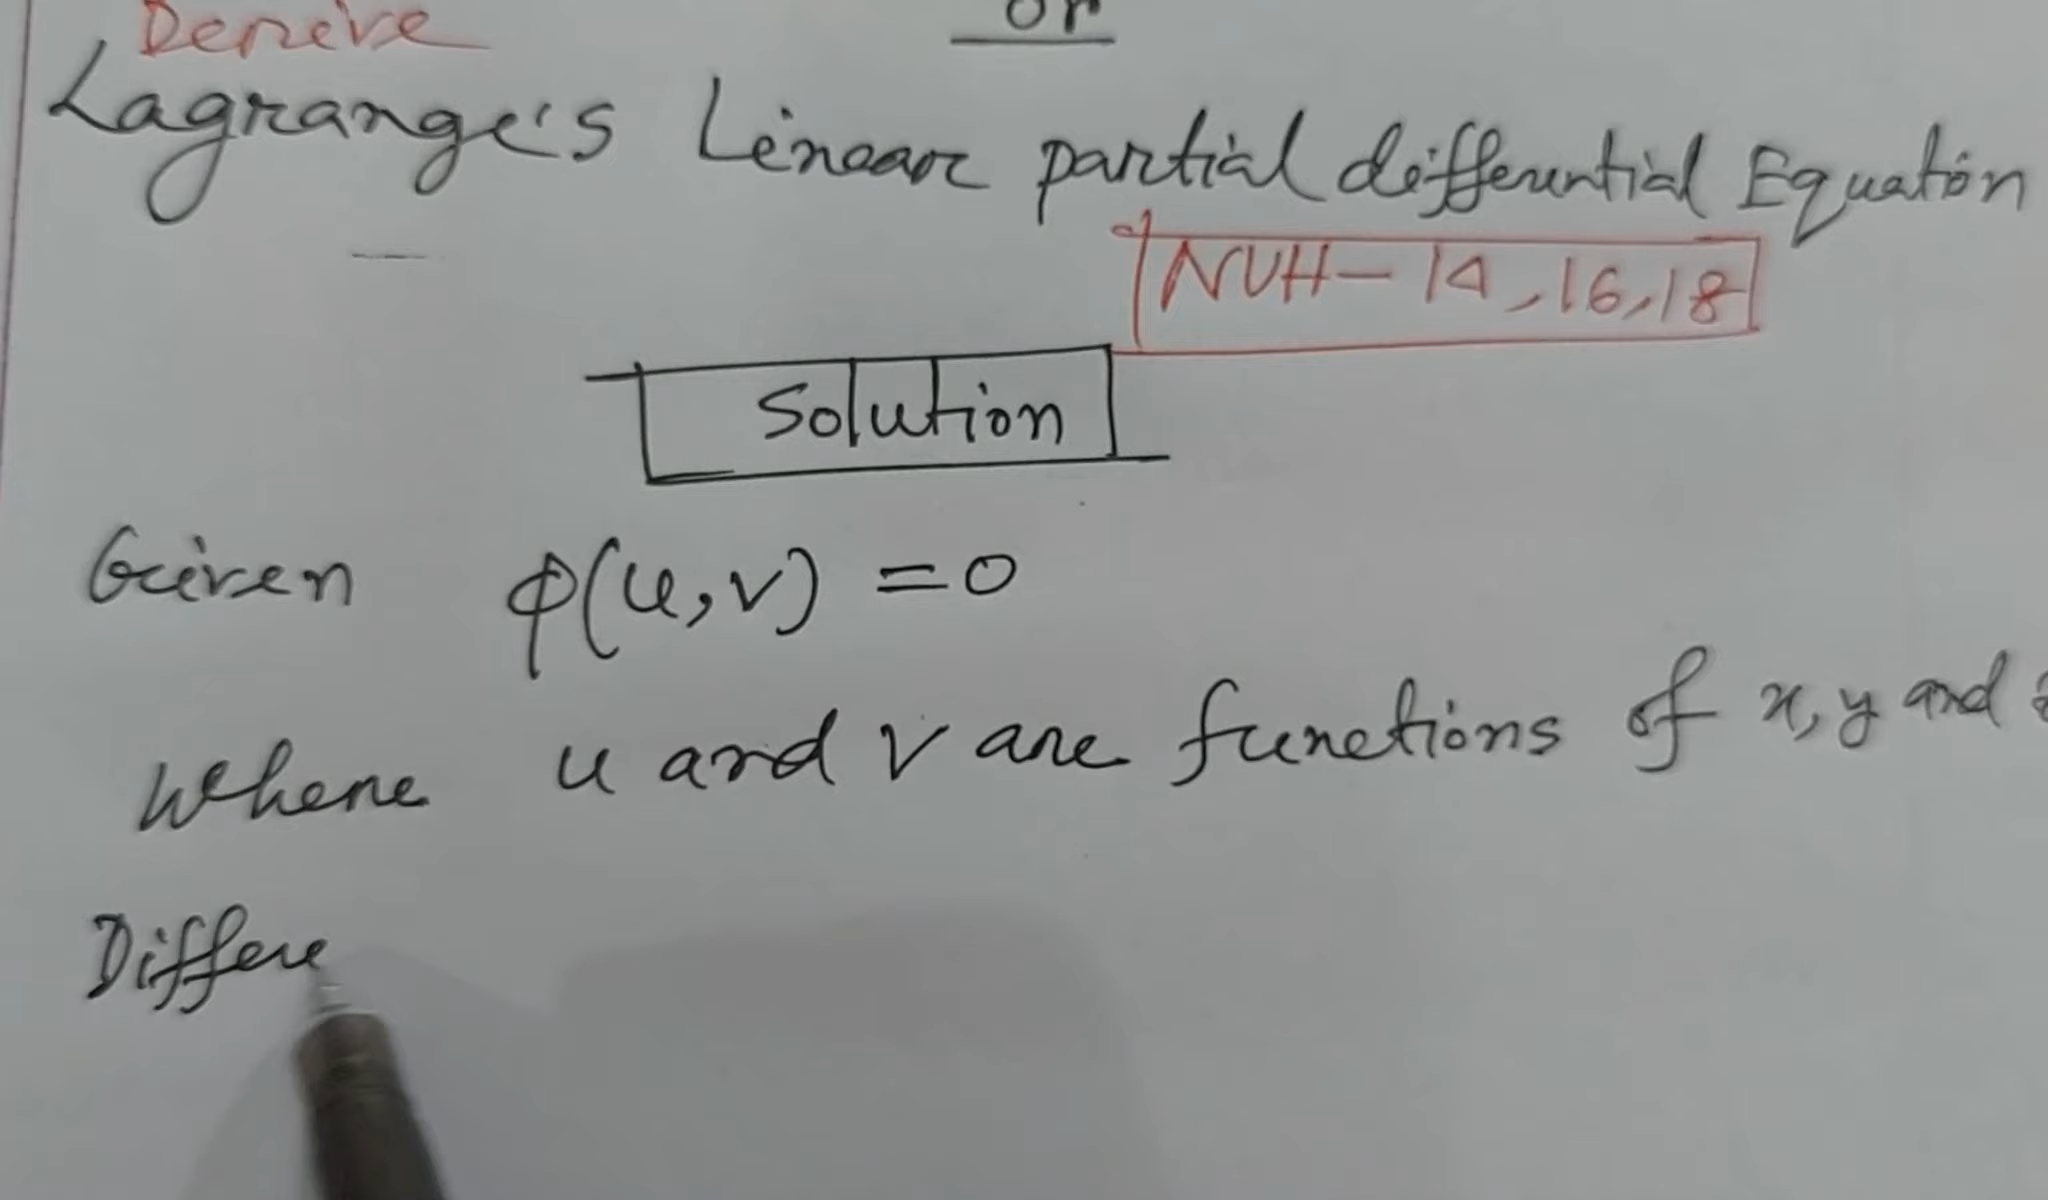 Derive
or
Lagrange's Linear partial differential Equation
NUH - 14, 16, 18
Solution
Given φ(u,v) = 0
Where u and v are functions of x, y and
Differe